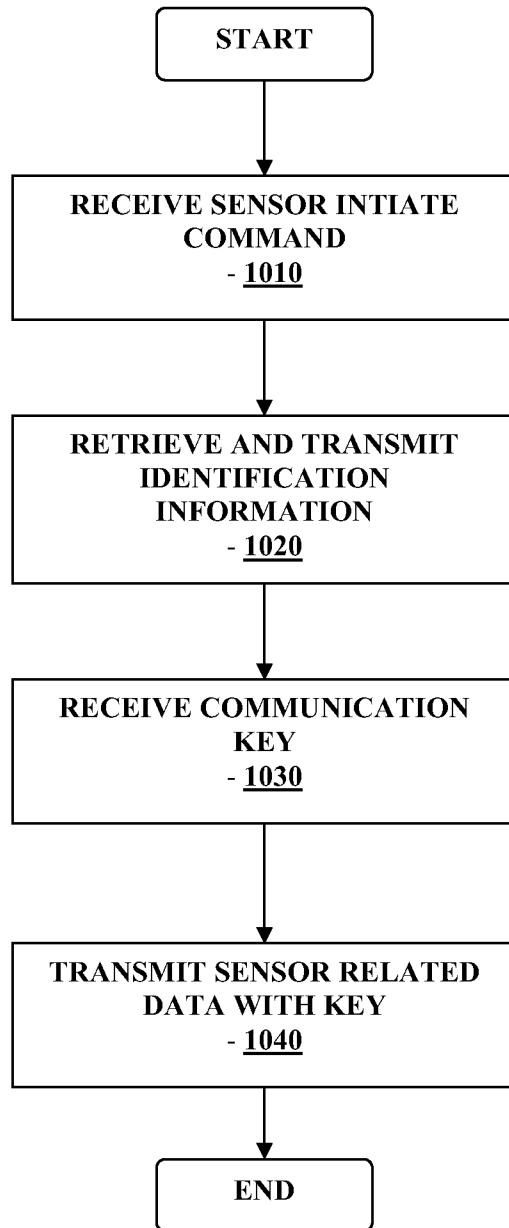 START
RECEIVE SENSOR INTIATE
COMMAND
- 1010
RETRIEVE AND TRANSMIT
IDENTIFICATION
INFORMATION
- 1020
RECEIVE COMMUNICATION
KEY
- 1030
TRANSMIT SENSOR RELATED
DATA WITH KEY
- 1040
END